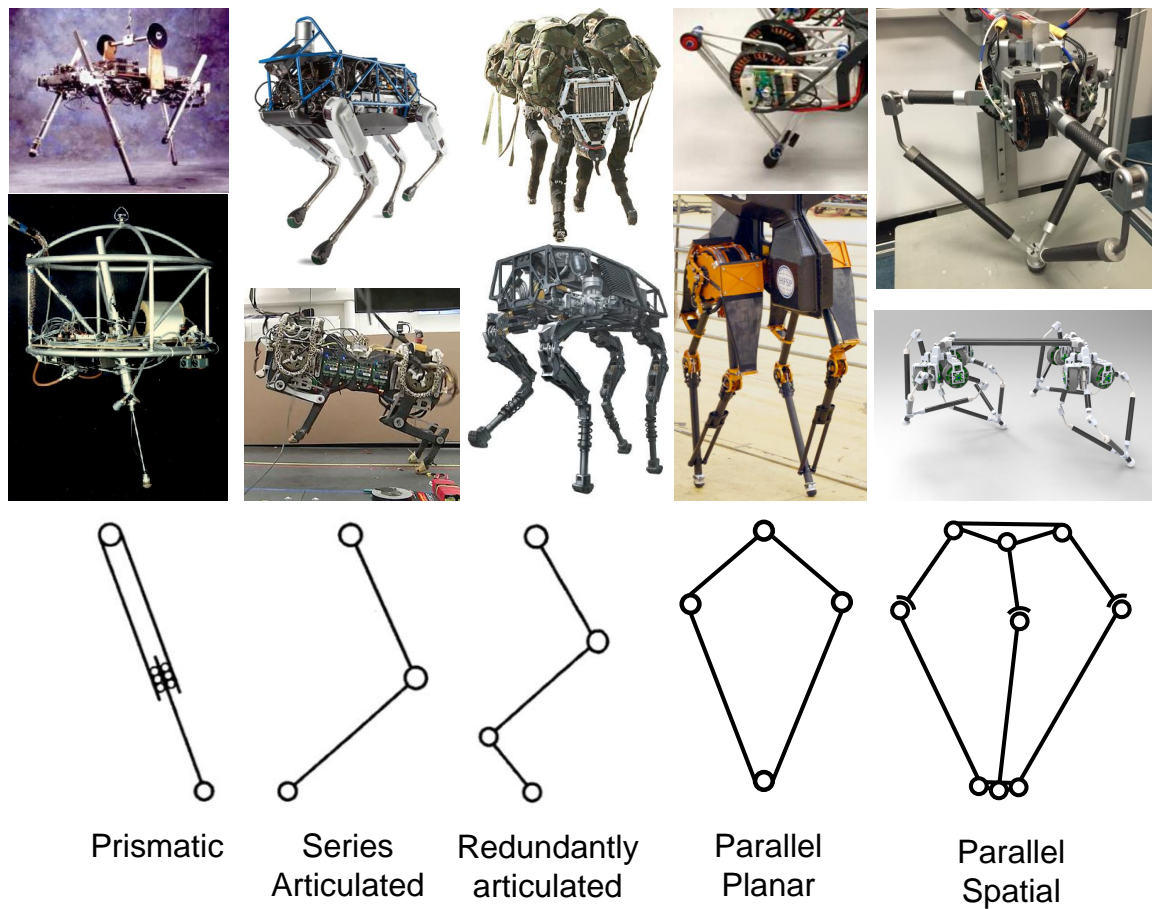 Prismatic
Series
Articulated
Redundantly
articulated
Parallel
Planar
Parallel
Spatial